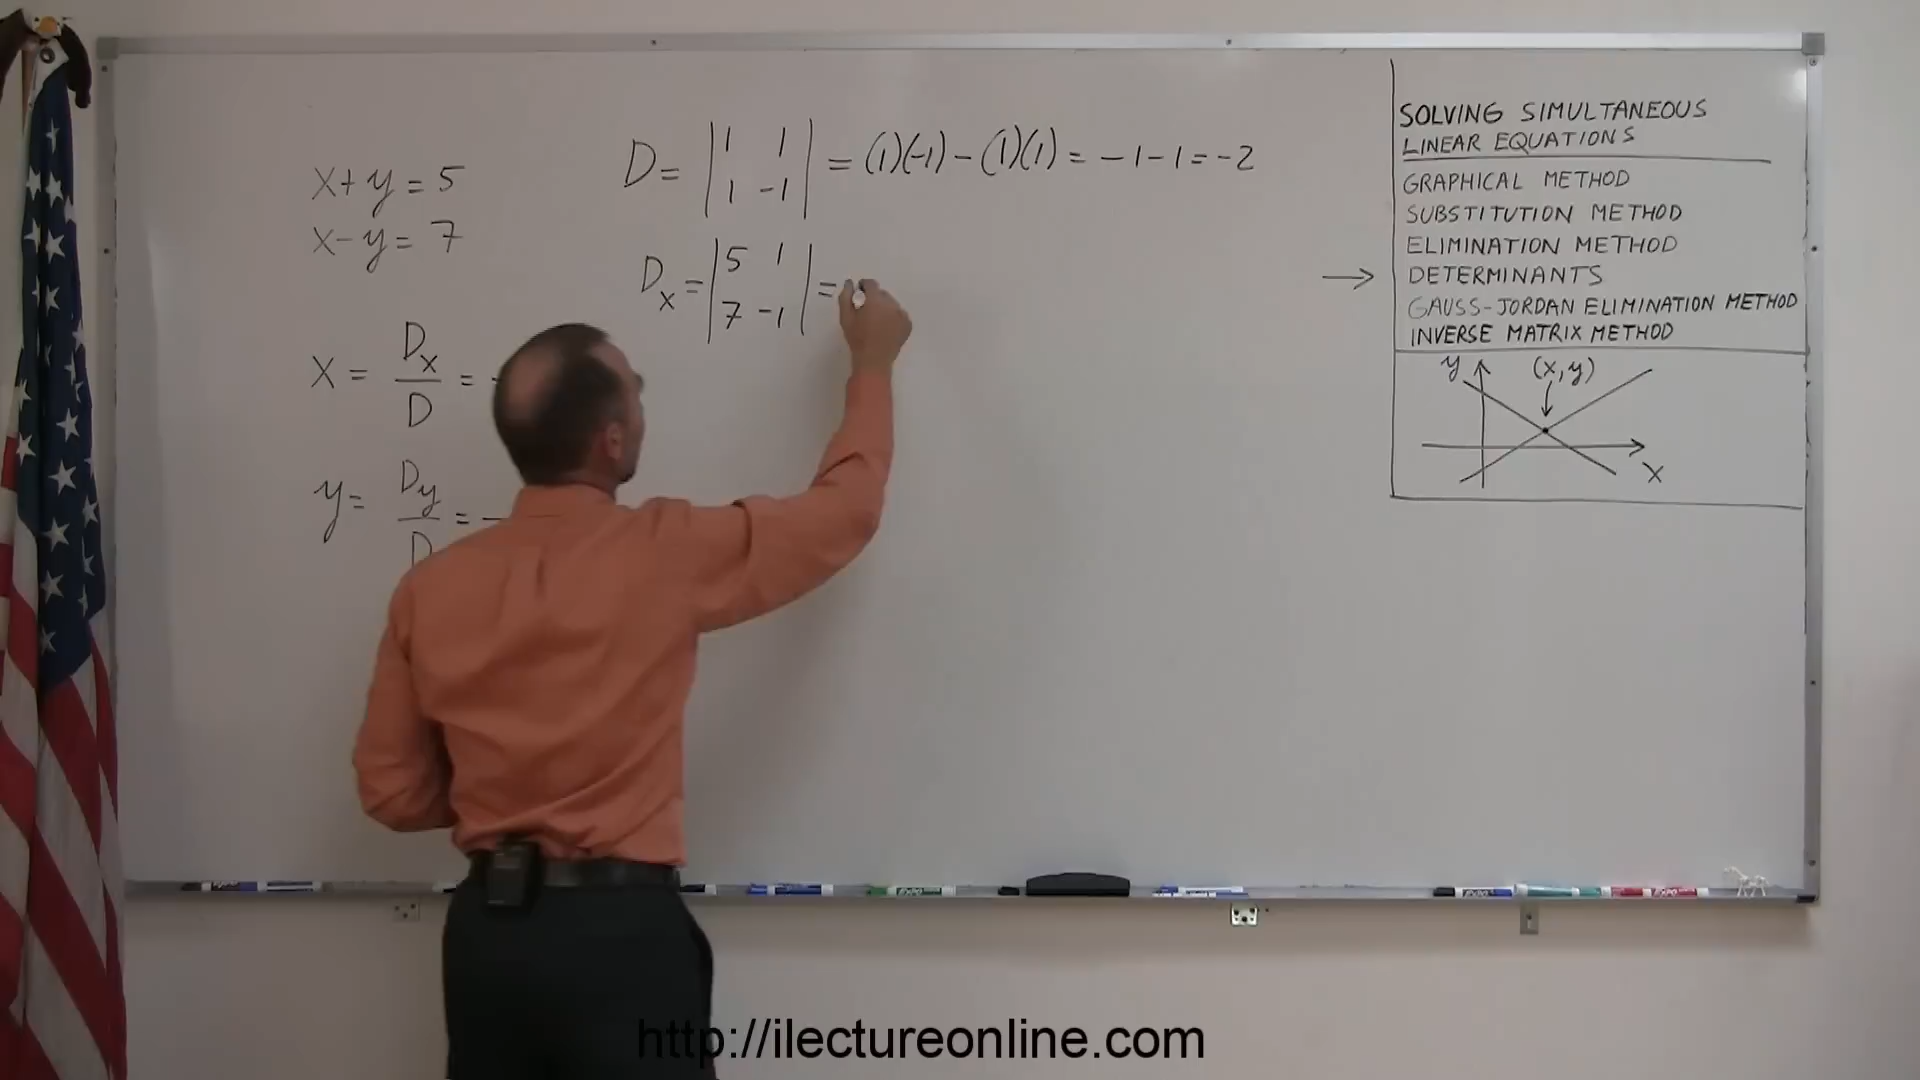 x+y=5
x-y=7
x = Dx/D =
y = Dy/D =
D = |1 1| = (1)(-1) - (1)(1) = -1-1 = -2
|1 -1|
Dx = |5 1| =
|7 -1|
SOLVING SIMULTANEOUS
LINEAR EQUATIONS
GRAPHICAL METHOD
SUBSTITUTION METHOD
ELIMINATION METHOD
→ DETERMINANTS
GAUSS-JORDAN ELIMINATION METHOD
INVERSE MATRIX METHOD
y (x,y)
x
http://ilectureonline.com